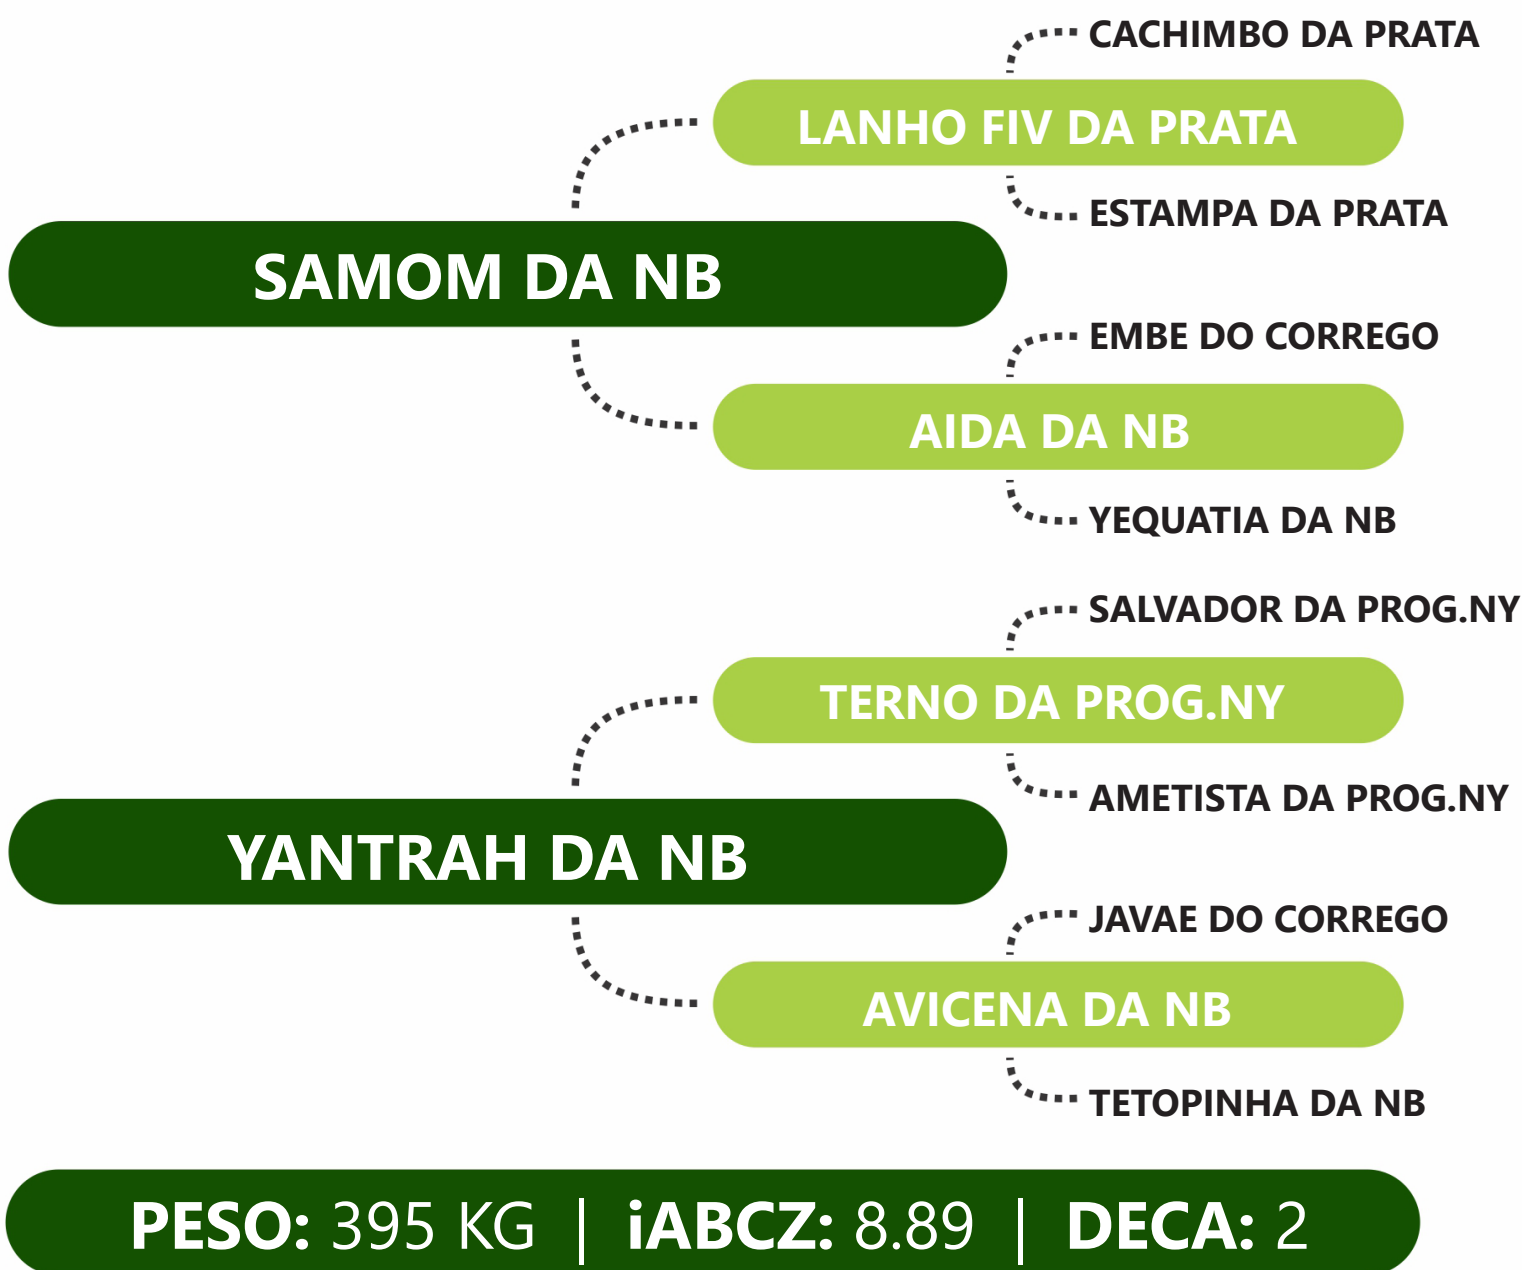 CACHIMBO DA PRATA
LANHO FIV DA PRATA
ESTAMPA DA PRATA
SAMOM DA NB
EMBE DO CORREGO
AIDA DA NB
YEQUATIA DA NB
SALVADOR DA PROG.NY
TERNO DA PROG.NY
AMETISTA DA PROG.NY
YANTRAH DA NB
JAVAE DO CORREGO
AVICENA DA NB
TETOPINHA DA NB
PESO: 395 KG | iABCZ: 8.89 | DECA: 2